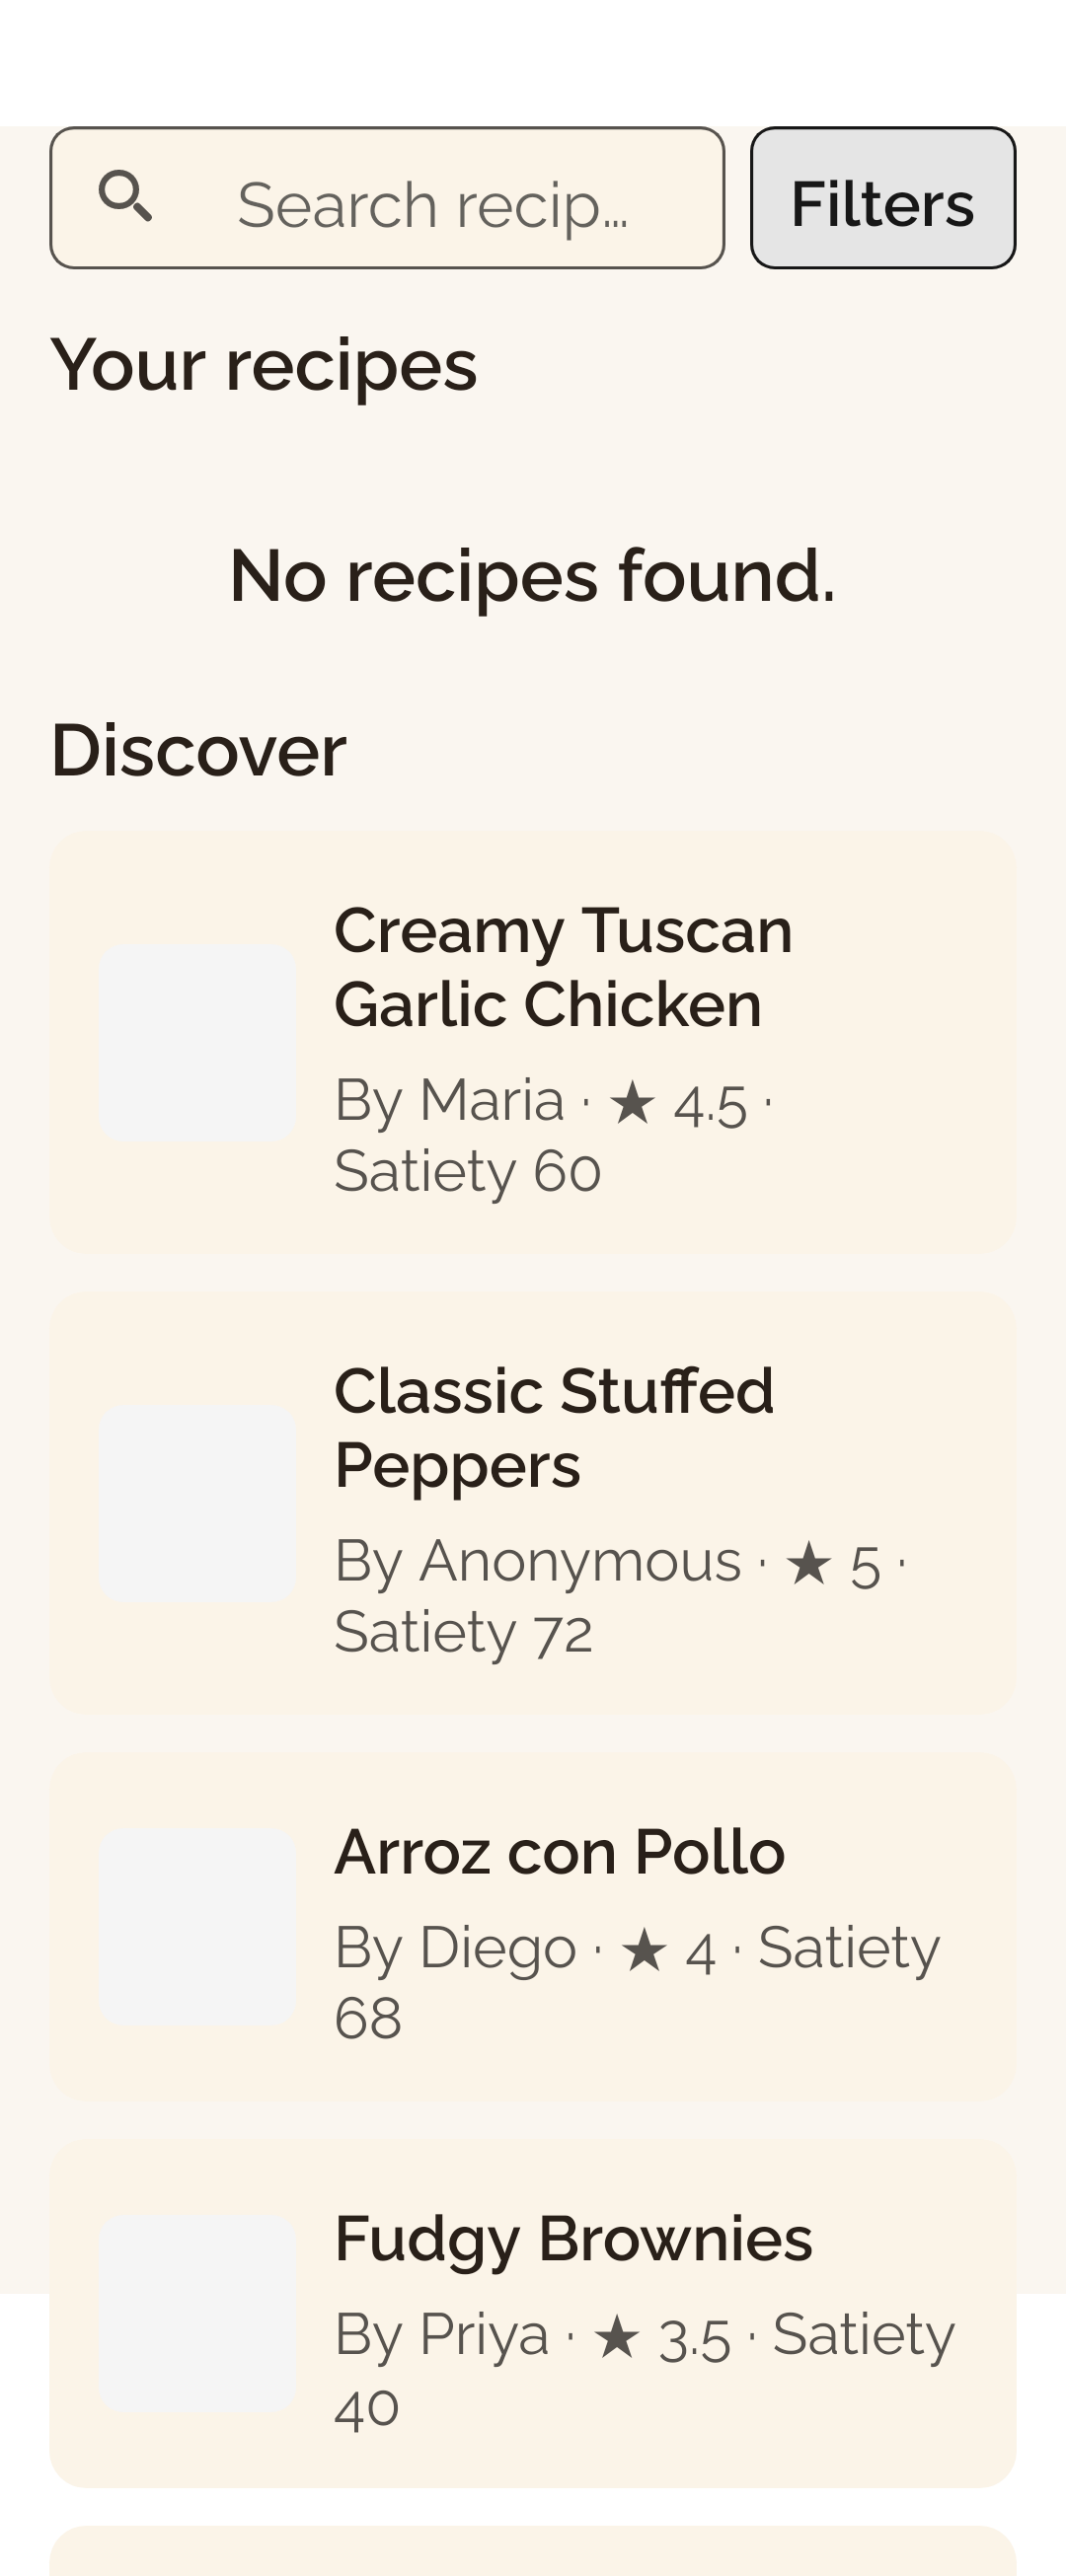 Search recip...
Filters
Your recipes
No recipes found.
Discover
Creamy Tuscan
Garlic Chicken
By Maria · ★ 4.5 ·
Satiety 60
Classic Stuffed
Peppers
By Anonymous · ★ 5 ·
Satiety 72
Arroz con Pollo
By Diego · ★ 4 · Satiety
68
Fudgy Brownies
By Priya · ★ 3.5 · Satiety
40